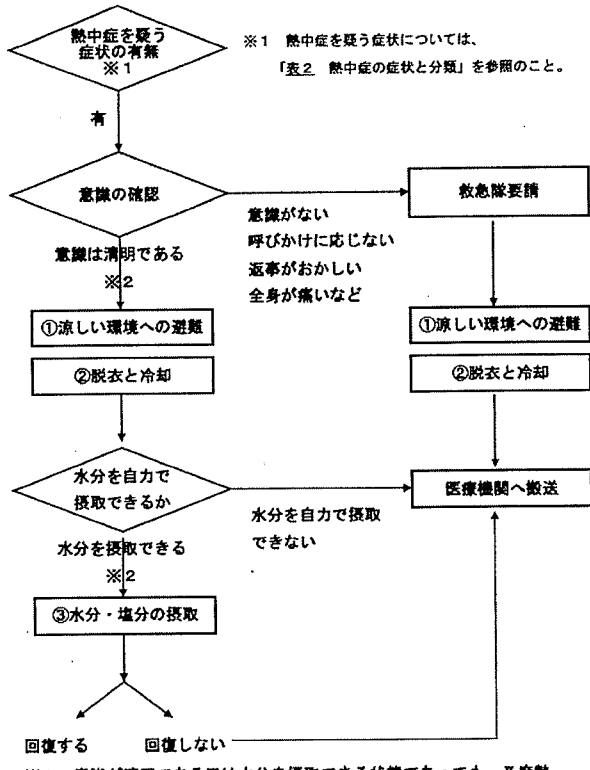 熱中症を疑う
症状の有無
※１
※１　熱中症を疑う症状については、
「表２　熱中症の症状と分類」を参照のこと。
有
意識の確認
救急隊要請
意識がない
呼びかけに応じない
返事がおかしい
全身が痛いなど
意識は清明である
※２
①涼しい環境への避難
②脱衣と冷却
①涼しい環境への避難
②脱衣と冷却
水分を自力で
摂取できるか
医療機関へ搬送
水分を自力で摂取
できない
水分を摂取できる
※２
③水分・塩分の摂取
回復する
回復しない